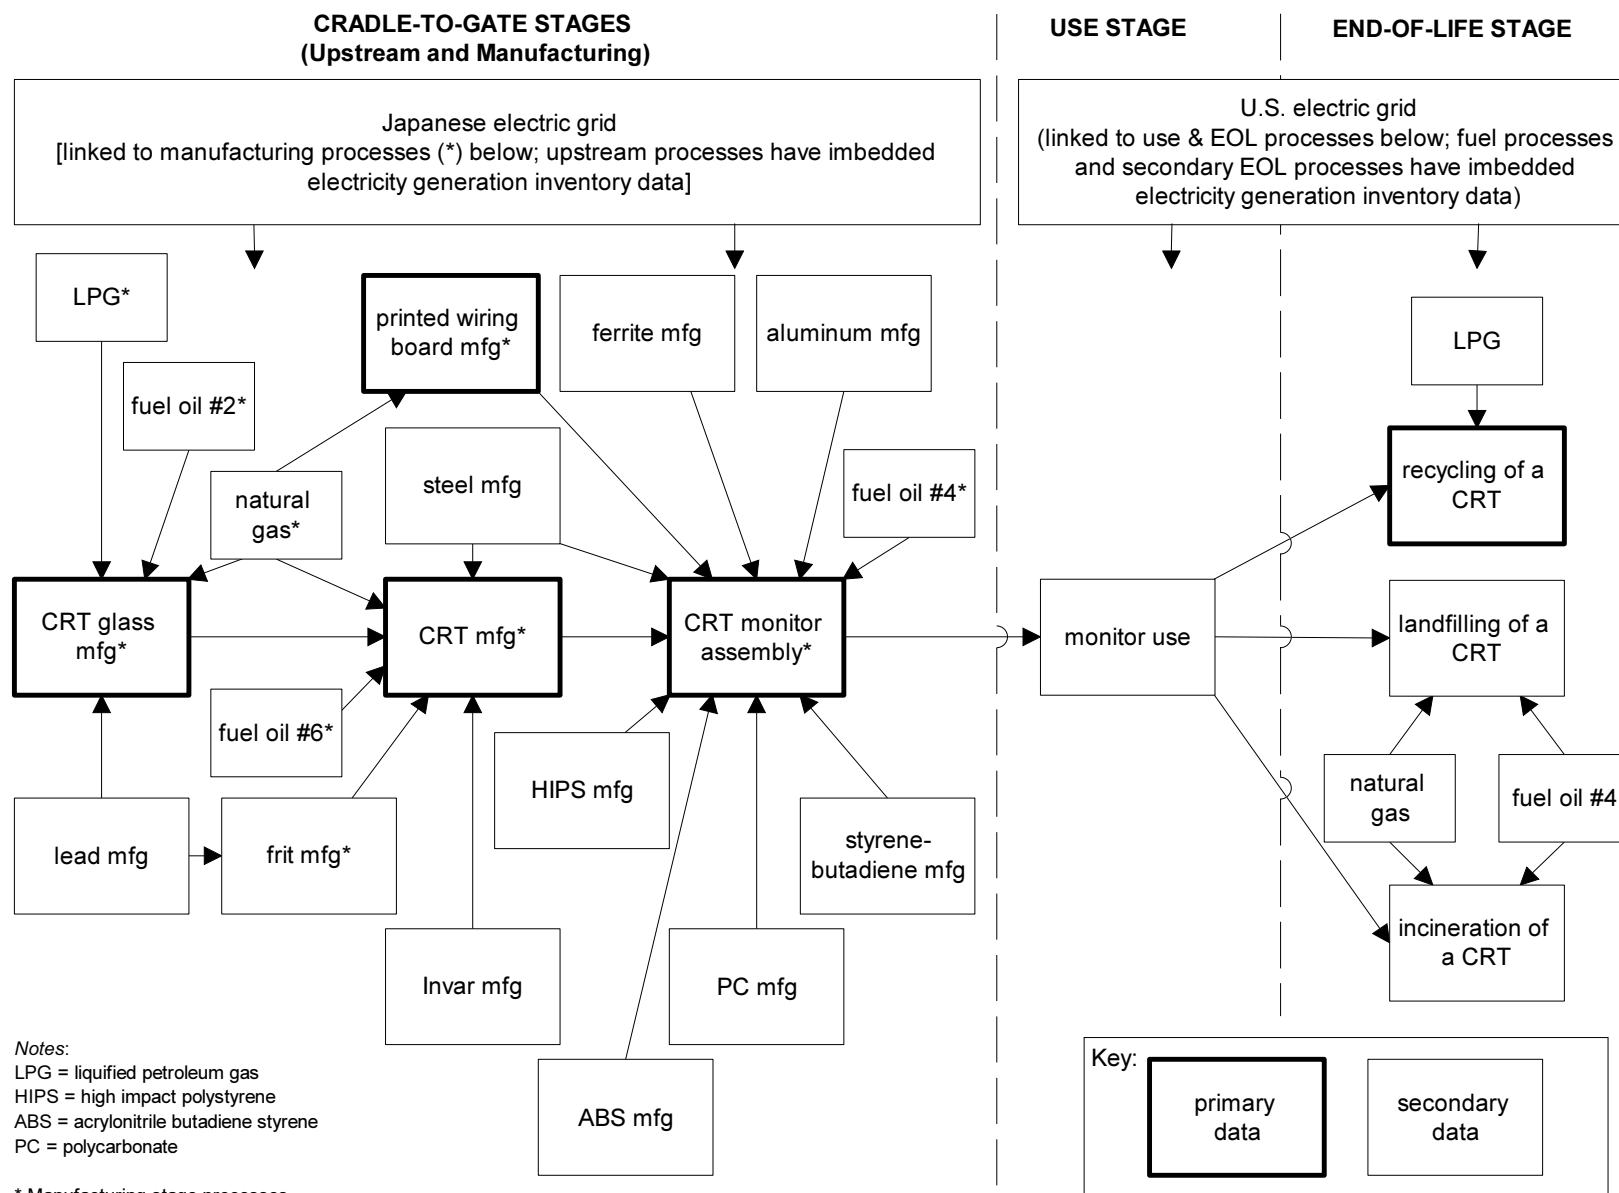 CRADLE-TO-GATE STAGES
(Upstream and Manufacturing)
USE STAGE
END-OF-LIFE STAGE
Japanese electric grid
[linked to manufacturing processes (*) below; upstream processes have imbedded
electricity generation inventory data]
U.S. electric grid
(linked to use & EOL processes below; fuel processes
and secondary EOL processes have imbedded
electricity generation inventory data)
LPG*
printed wiring
board mfg*
ferrite mfg
aluminum mfg
LPG
fuel oil #2*
natural
gas*
steel mfg
fuel oil #4*
recycling of a
CRT
CRT glass
mfg*
CRT mfg*
CRT monitor
assembly*
monitor use
landfilling of a
CRT
fuel oil #6*
HIPS mfg
natural
gas
fuel oil #4
lead mfg
frit mfg*
styrene-
butadiene mfg
Invar mfg
PC mfg
incineration of
a CRT
ABS mfg
Notes:
LPG = liquified petroleum gas
HIPS = high impact polystyrene
ABS = acrylonitrile butadiene styrene
PC = polycarbonate
* Manufacturing stage processes
Key:
primary
data
secondary
data